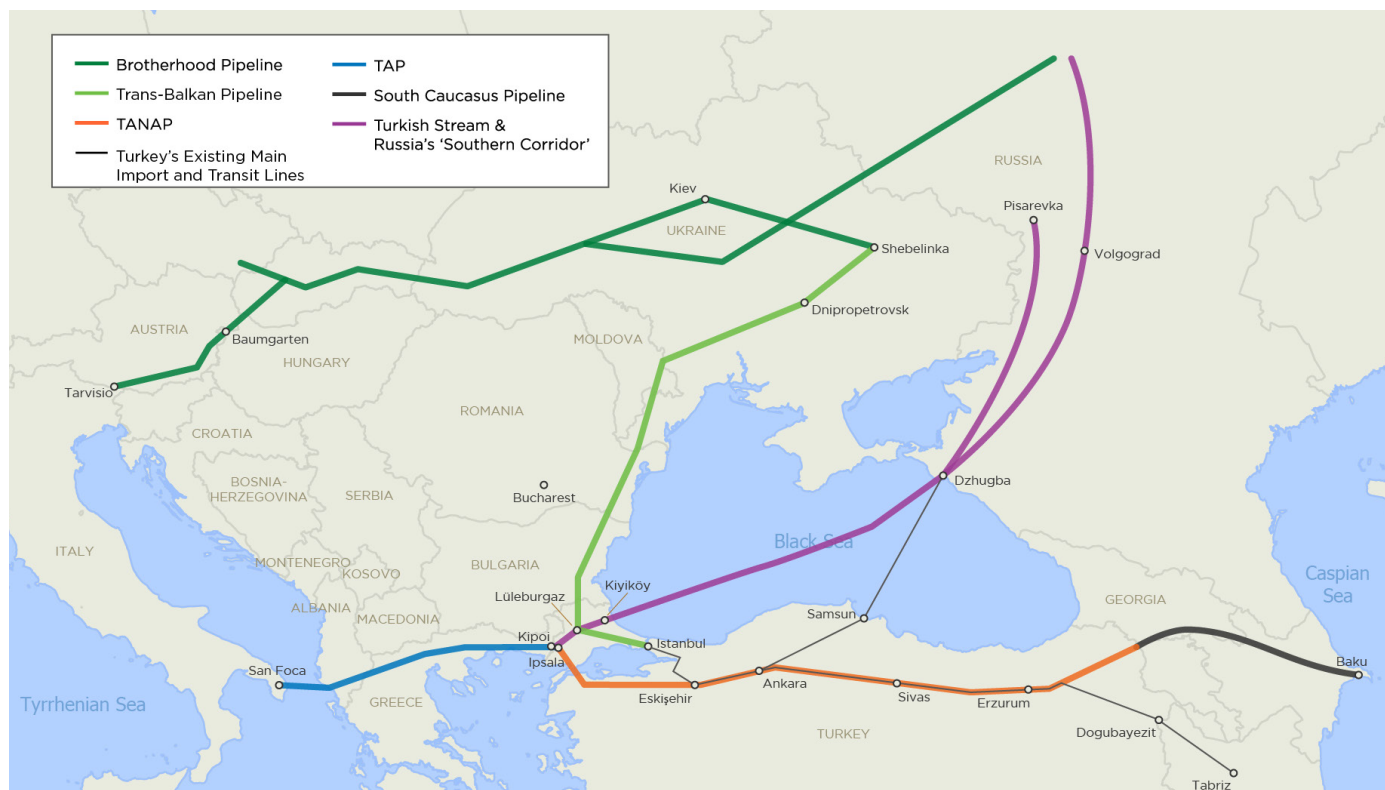 Brotherhood Pipeline
Trans-Balkan Pipeline
TANAP
Turkey's Existing Main
Import and Transit Lines
TAP
South Caucasus Pipeline
Turkish Stream &
Russia's ‘Southern Corridor’
RUSSIA
Kiev
Pisarevka
UKRAINE
Shebelinka
Volgograd
Dnipropetrovsk
AUSTRIA
Baumgarten
MOLDOVA
HUNGARY
Tarvisio
ROMANIA
CROATIA
BOSNIA-
HERZEGOVINA
SERBIA
Bucharest
Dzhugba
Black Sea
ITALY
MONTENEGRO
KOSOVO
BULGARIA
Kiyiköy
Lüleburgaz
Caspian
Sea
GEORGIA
ALBANIA
MACEDONIA
Samsun
Kipoi
Istanbul
Ipsala
San Foca
Baku
Ankara
Eskişehir
Sivas
Erzurum
Tyrrhenian Sea
GREECE
TURKEY
Dogubayezit
Tabriz